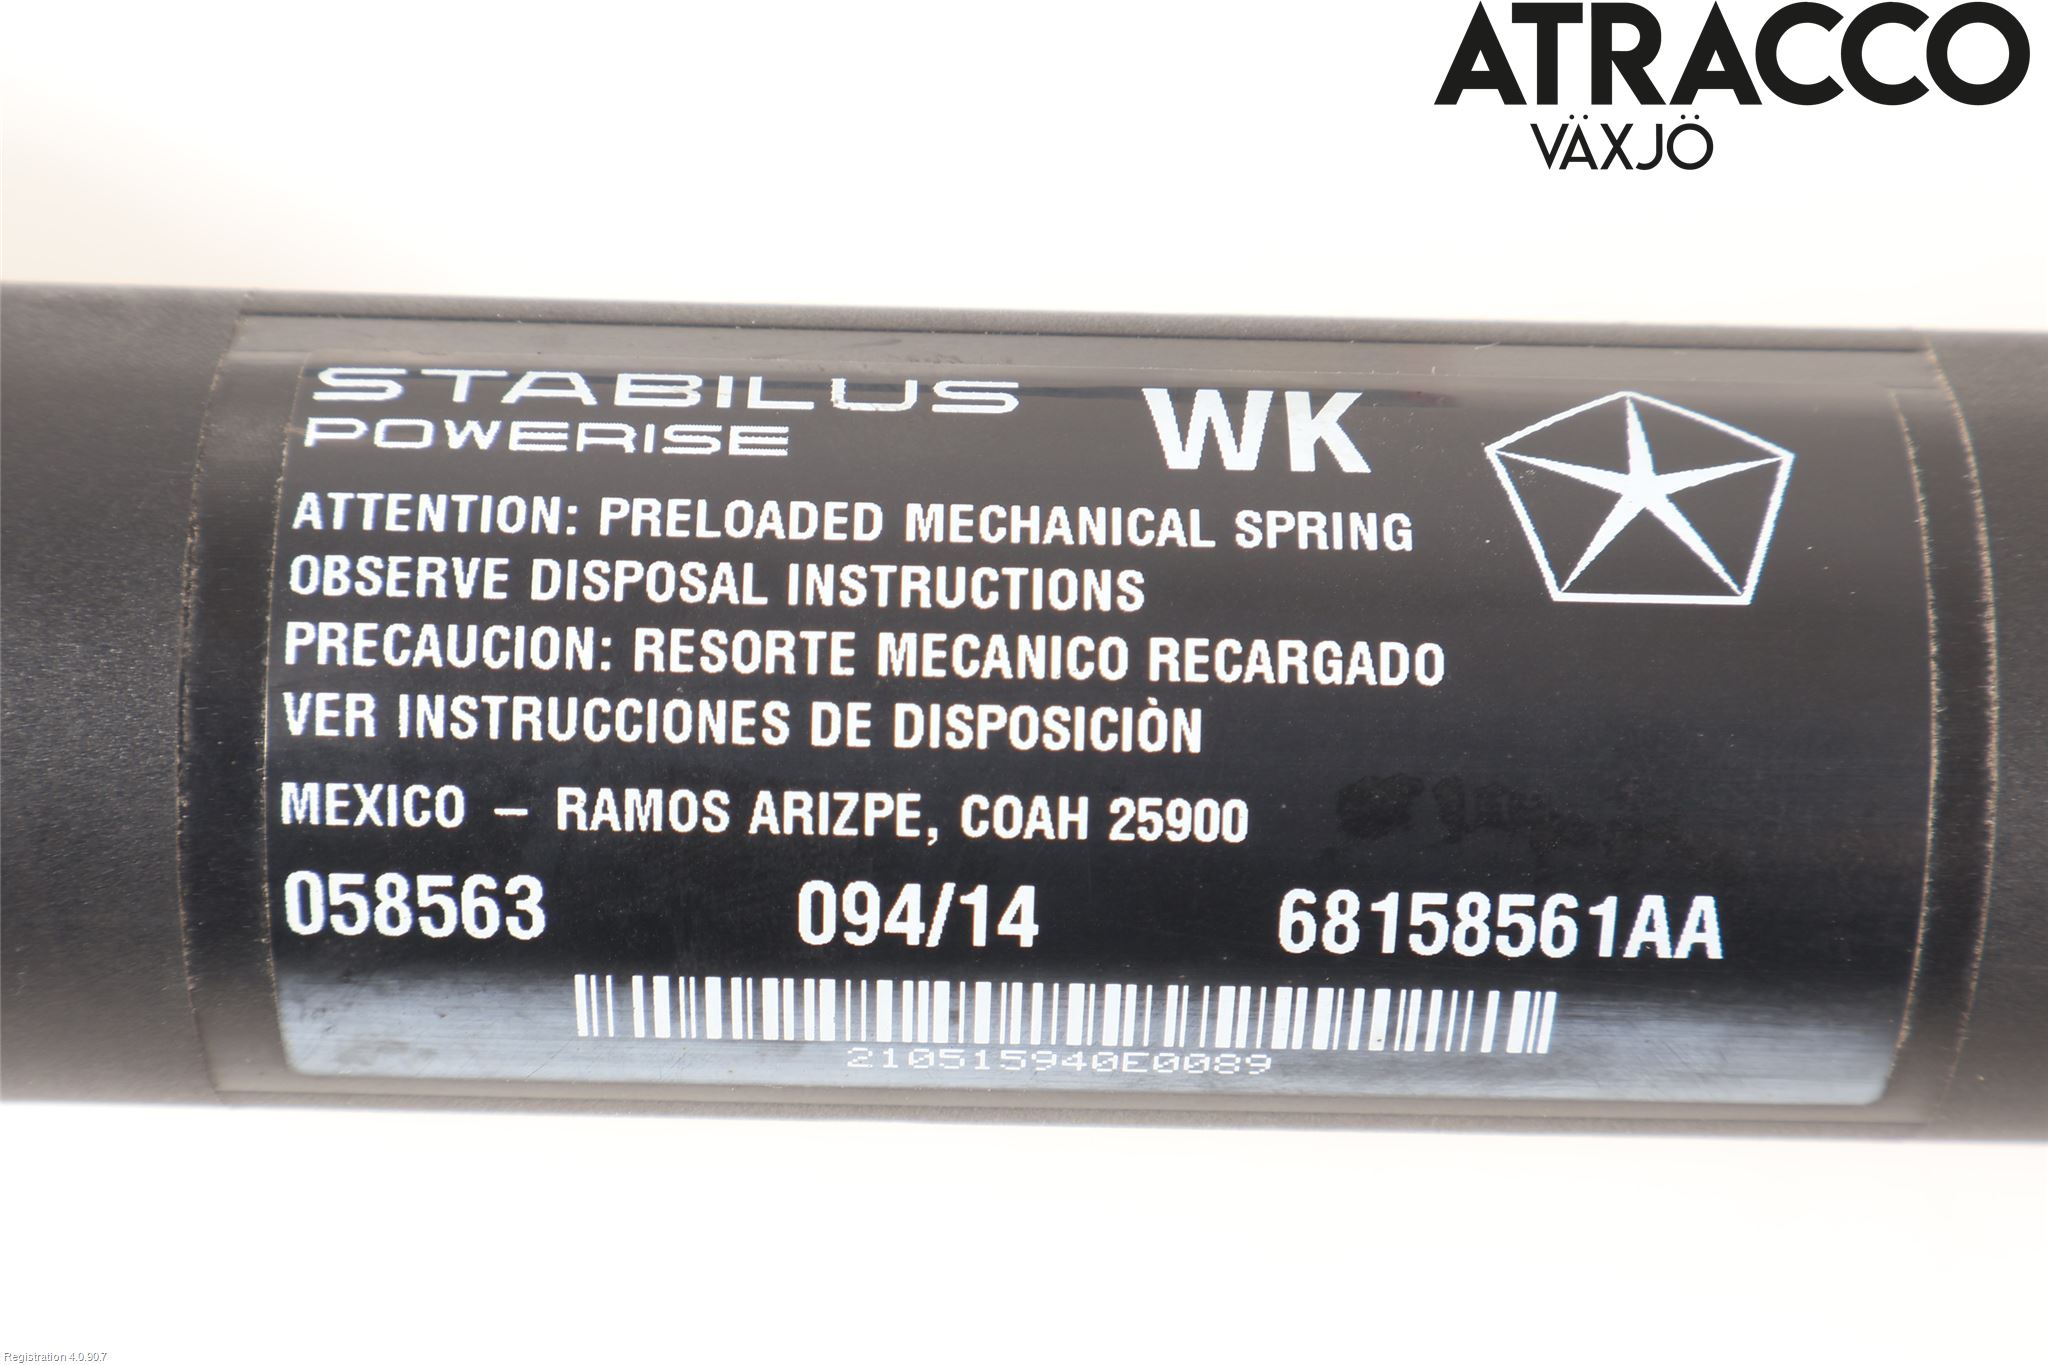 ATRACCO
VÄXJÖ
STABILUS
POWERISE
WK
ATTENTION: PRELOADED MECHANICAL SPRING
OBSERVE DISPOSAL INSTRUCTIONS
PRECAUCION: RESORTE MECANICO RECARGADO
VER INSTRUCCIONES DE DISPOSICIÒN
MEXICO – RAMOS ARIZPE, COAH 25900
058563 094/14 68158561AA
210515940E0089
Registration 4.0.90.7